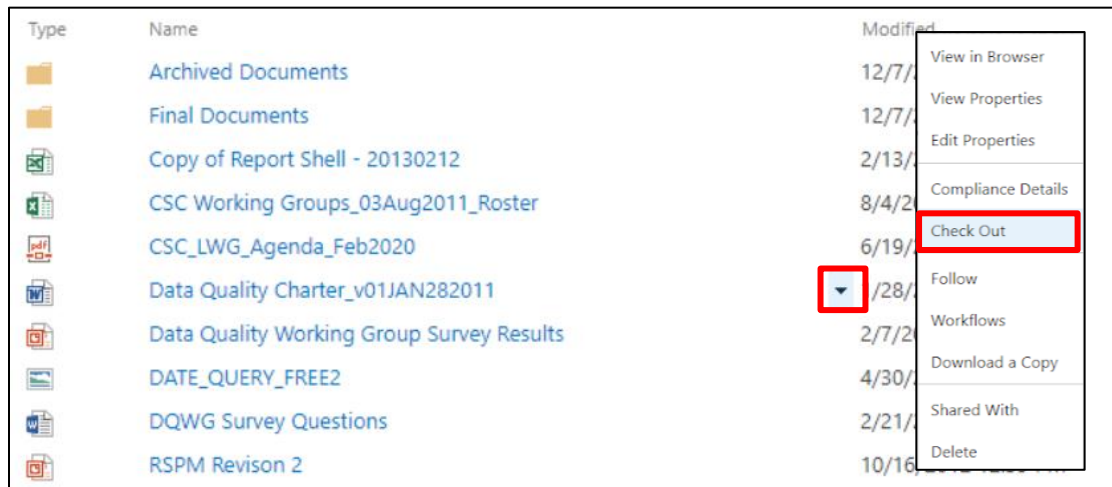 Type Name Modified
Archived Documents 12/7/
Final Documents 12/7/
Copy of Report Shell - 20130212 2/13/
CSC Working Groups_03Aug2011_Roster 8/4/2
CSC_LWG_Agenda_Feb2020 6/19/
Data Quality Charter_v01JAN282011 /28/
Data Quality Working Group Survey Results 2/7/20
DATE_QUERY_FREE2 4/30/
DQWG Survey Questions 2/21/
RSPM Revison 2 10/16/
View in Browser
View Properties
Edit Properties
Compliance Details
Check Out
Follow
Workflows
Download a Copy
Shared With
Delete